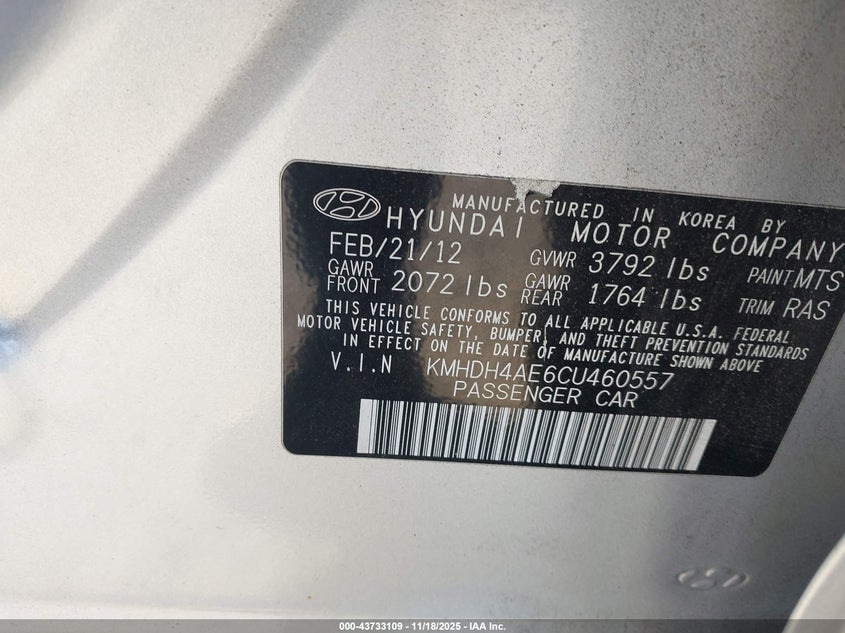 MANUFACTURED IN KOREA BY
HYUNDAI MOTOR COMPANY
FEB/21/12 GVWR 3792 lbs PAINT MTS
GAWR FRONT 2072 lbs GAWR REAR 1764 lbs TRIM RAS
THIS VEHICLE CONFORMS TO ALL APPLICABLE U.S.A. FEDERAL
MOTOR VEHICLE SAFETY, BUMPER, AND THEFT PREVENTION STANDARDS
IN EFFECT ON THE DATE OF MANUFACTURE SHOWN ABOVE
V.I.N KMHDH4AE6CU460557
PASSENGER CAR
000-43733109 - 11/18/2025 - IAA Inc.